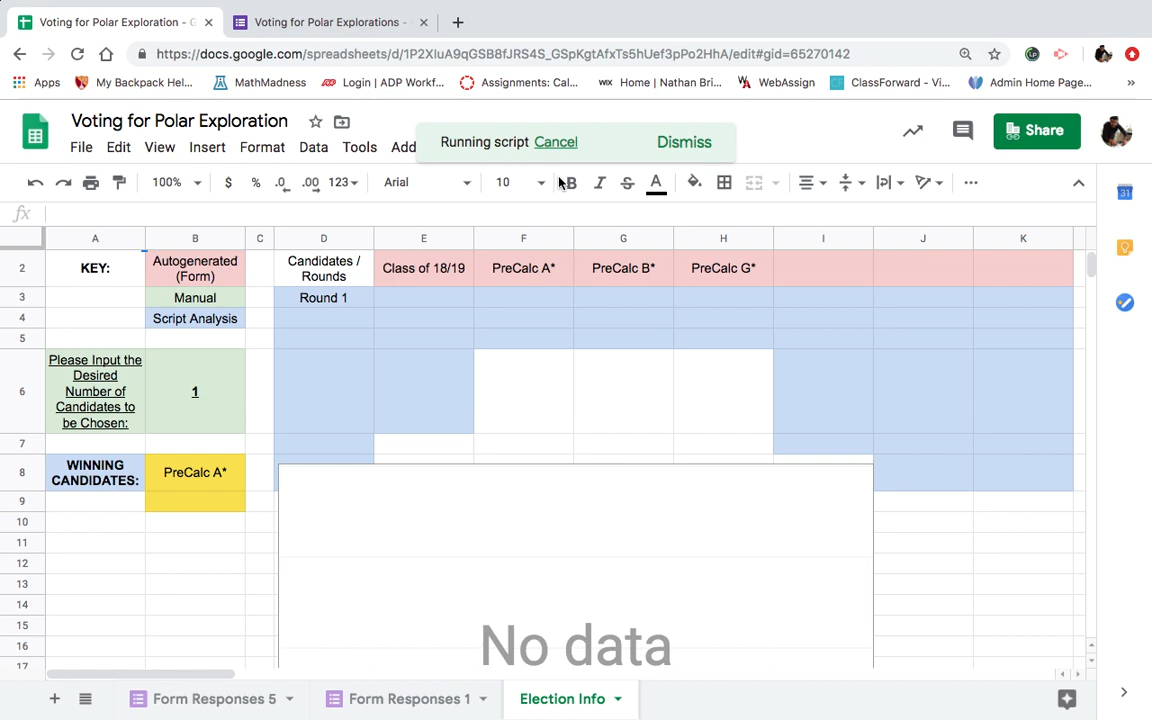 Voting for Polar Exploration - G
Voting for Polar Explorations -
https://docs.google.com/spreadsheets/d/1P2XIuA9qGSB8fJRS4S_GSpKgtAfxTs5hUef3pPo2HhA/edit#gid=65270142
Apps
My Backpack Hel...
MathMadness
Login | ADP Workf...
Assignments: Cal...
WIX
Home | Nathan Bri...
WebAssign
ClassForward - Vi...
Admin Home Page...
»
Voting for Polar Exploration
File Edit View Insert Format Data Tools Add
Running script Cancel Dismiss
Share
100% $ % .0 .00 123 Arial 10 B I S A
31
fx
A B C D E F G H I J K
2
KEY:
Autogenerated
(Form)
Candidates /
Rounds
Class of 18/19
PreCalc A*
PreCalc B*
PreCalc G*
3
Manual
Round 1
4
Script Analysis
5
6
Please Input the
Desired
Number of
Candidates to
be Chosen:
1
7
8
WINNING
CANDIDATES:
PreCalc A*
9
10
11
12
13
14
15
16
17
No data
Form Responses 5
Form Responses 1
Election Info